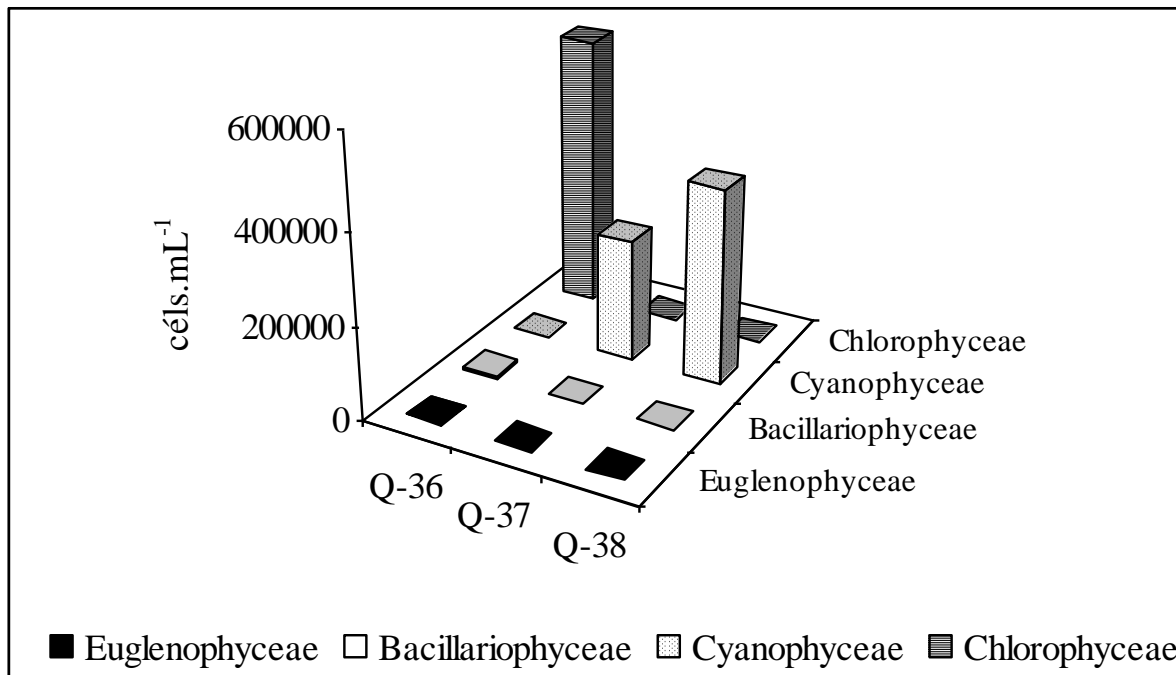 600000
400000
200000
0
céls.mL-1
Q-36
Q-37
Q-38
Chlorophyceae
Cyanophyceae
Bacillariophyceae
Euglenophyceae
Euglenophyceae Bacillariophyceae Cyanophyceae Chlorophyceae